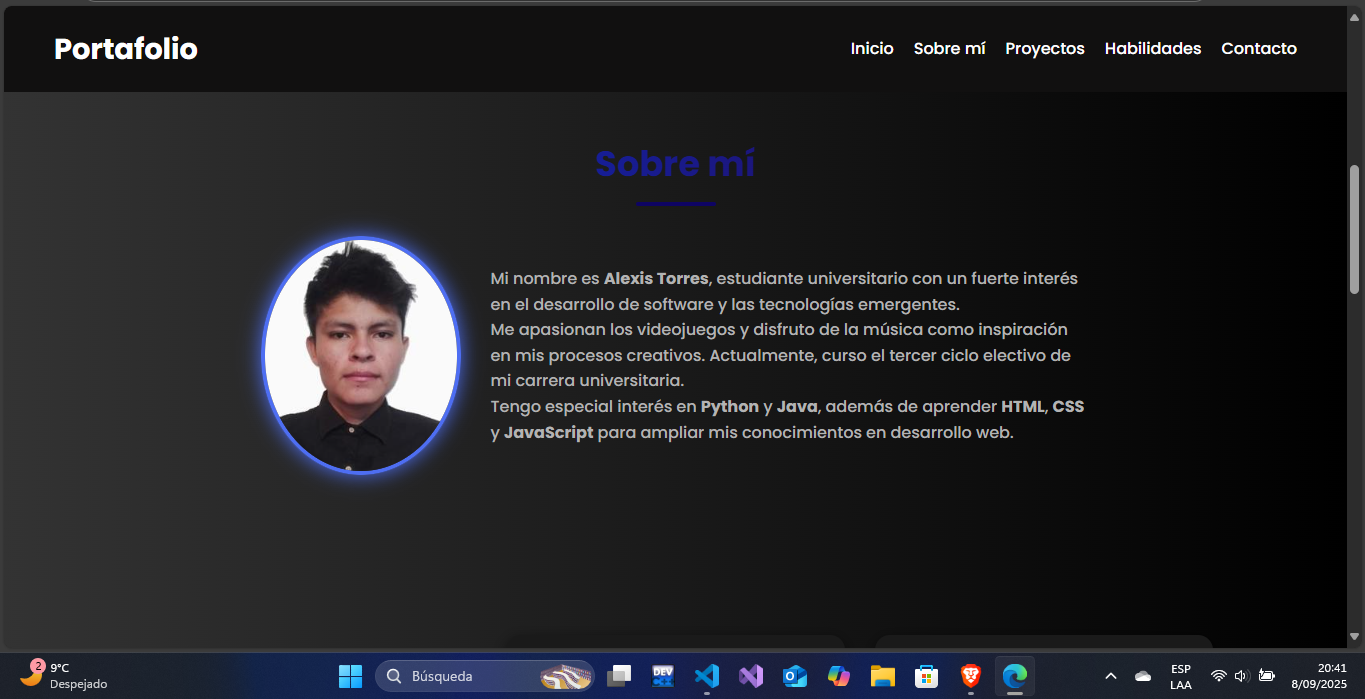 Portafolio
Inicio Sobre mí Proyectos Habilidades Contacto
Sobre mí
Mi nombre es Alexis Torres, estudiante universitario con un fuerte interés
en el desarrollo de software y las tecnologías emergentes.
Me apasionan los videojuegos y disfruto de la música como inspiración
en mis procesos creativos. Actualmente, curso el tercer ciclo electivo de
mi carrera universitaria.
Tengo especial interés en Python y Java, además de aprender HTML, CSS
y JavaScript para ampliar mis conocimientos en desarrollo web.
2
9°C
Despejado
Búsqueda
DEV
ESP
LAA
20:41
8/09/2025